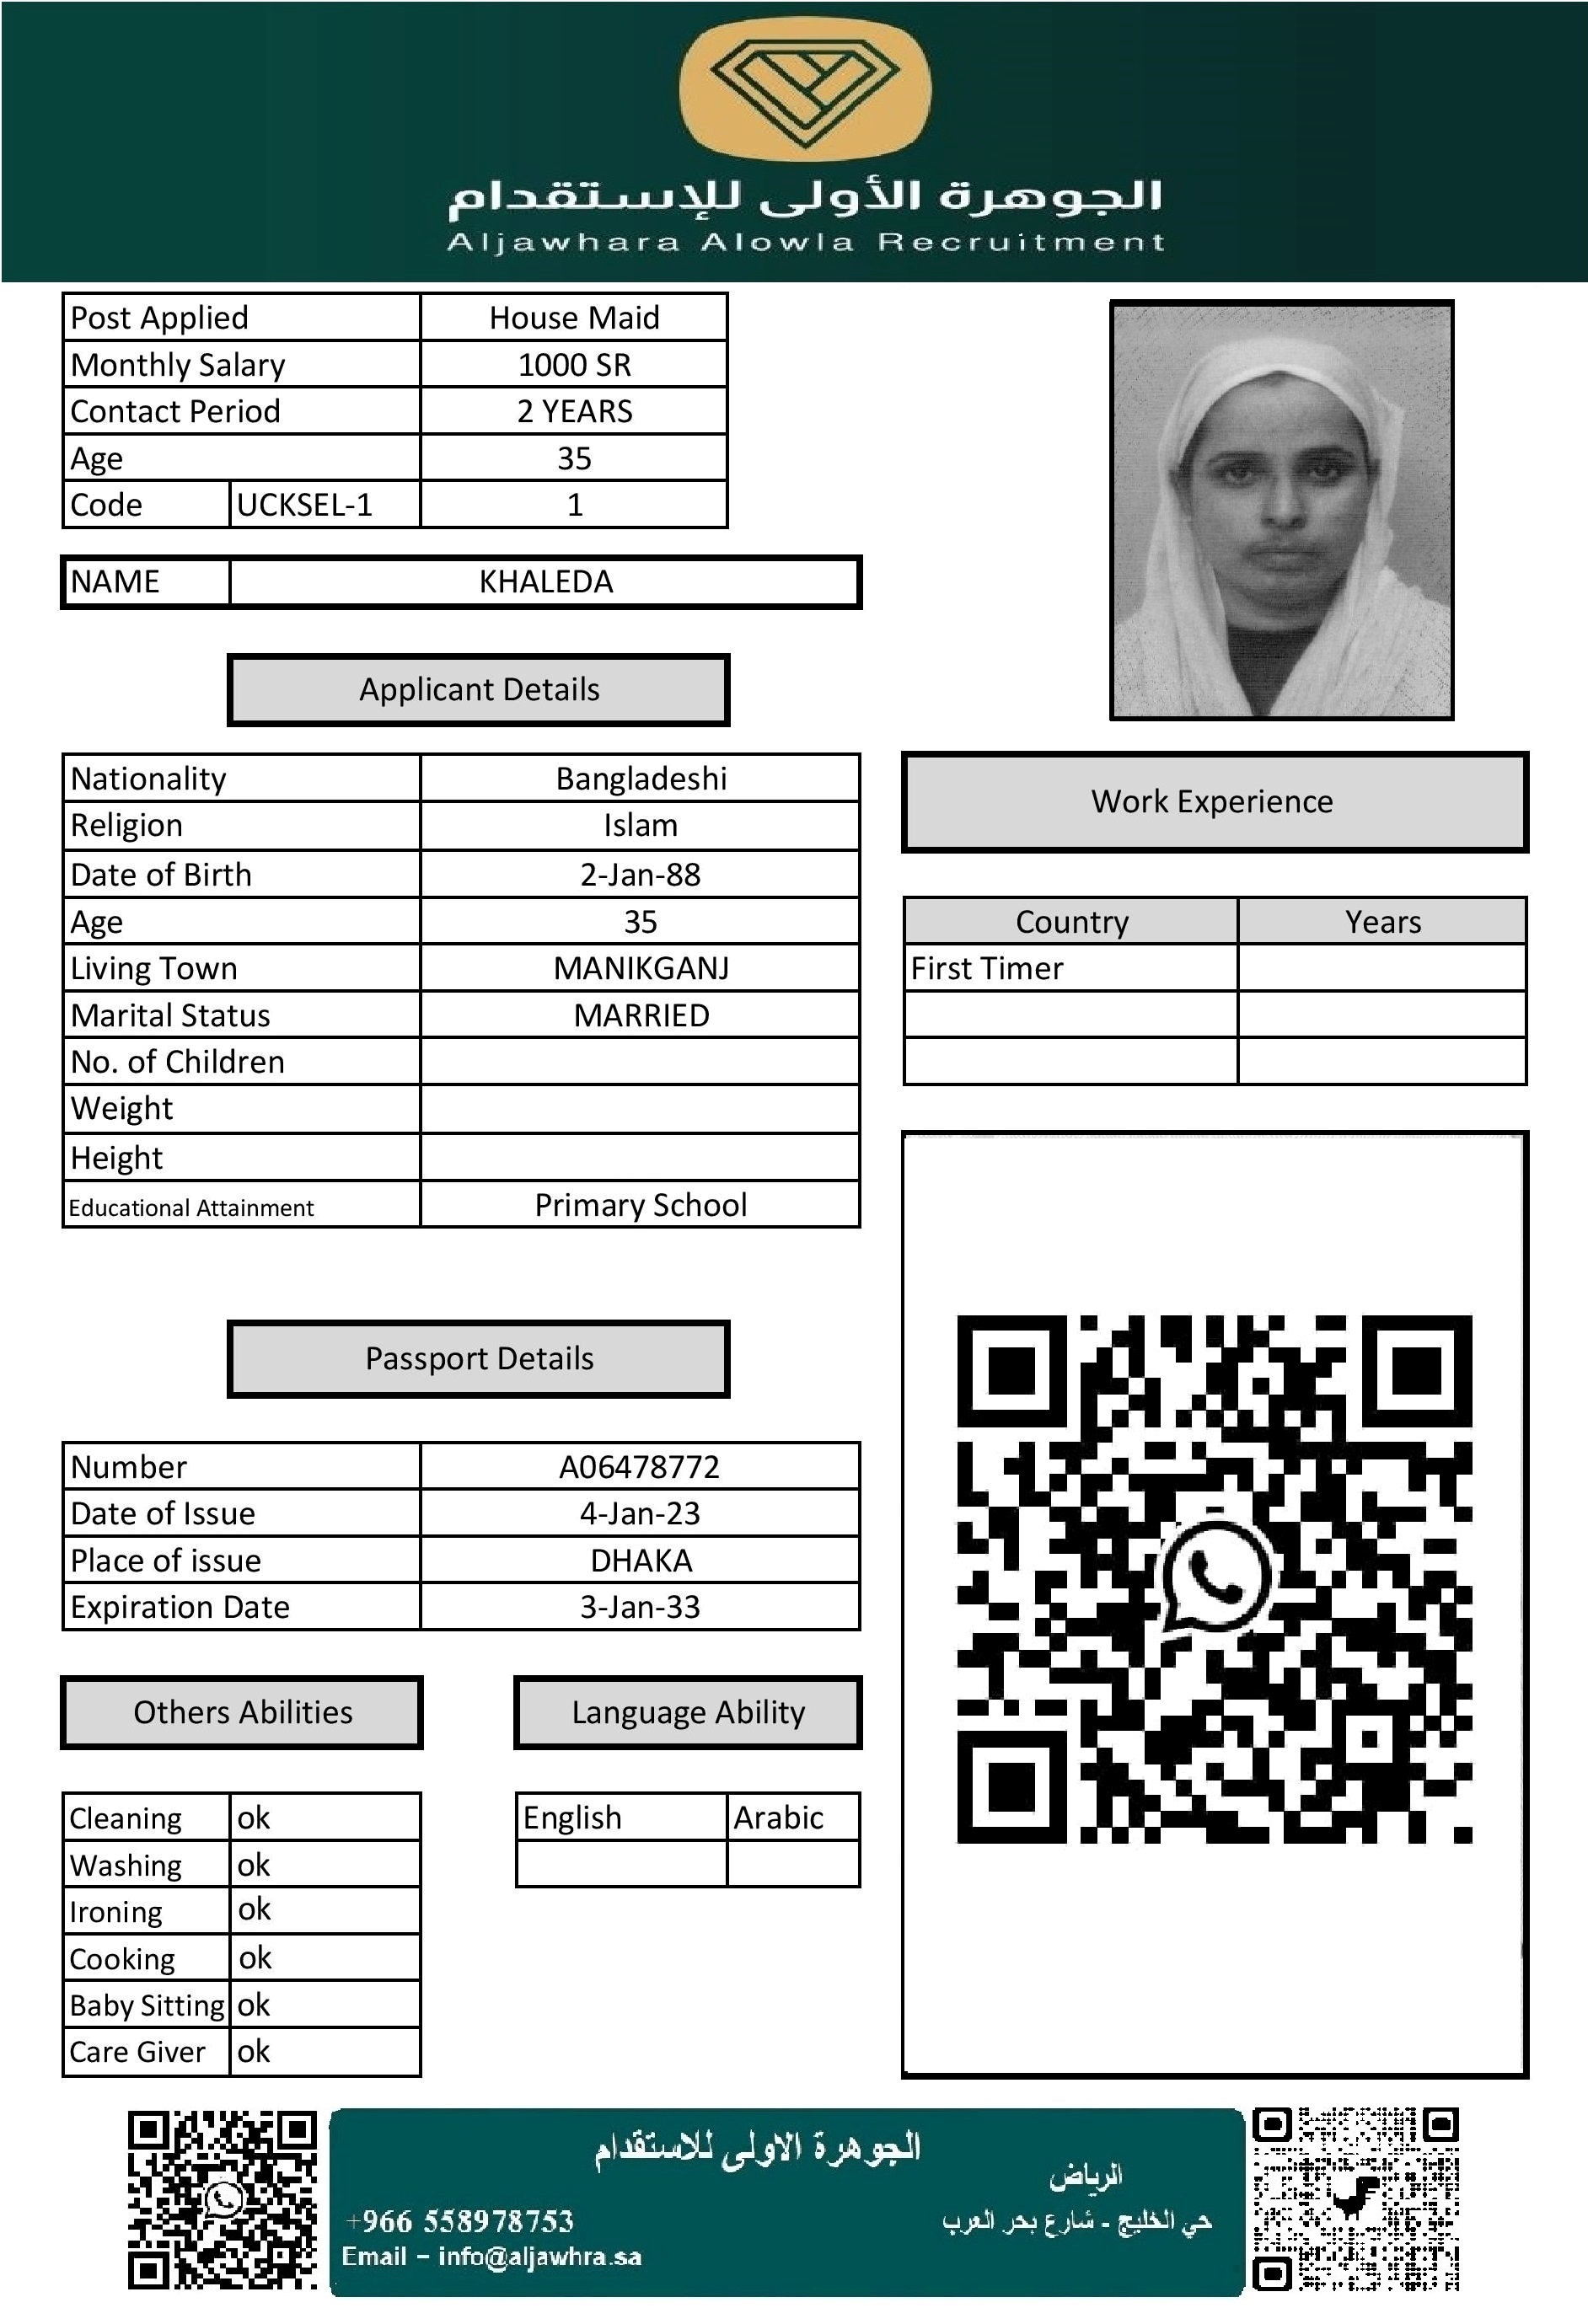 الجوهرة الأولى للإستقدام
Aljawhara Alowla Recruitment
Post Applied House Maid
Monthly Salary 1000 SR
Contact Period 2 YEARS
Age 35
Code UCKSEL-1 1
NAME KHALEDA
Applicant Details
Nationality Bangladeshi
Religion Islam
Date of Birth 2-Jan-88
Age 35
Living Town MANIKGANJ
Marital Status MARRIED
No. of Children
Weight
Height
Educational Attainment Primary School
Work Experience
Country Years
First Timer
Passport Details
Number A06478772
Date of Issue 4-Jan-23
Place of issue DHAKA
Expiration Date 3-Jan-33
Others Abilities
Cleaning ok
Washing ok
Ironing ok
Cooking ok
Baby Sitting ok
Care Giver ok
Language Ability
English Arabic
الجوهرة الاولى للاستقدام
الرياض
حي الخليج - شارع بحر العرب
+966 558978753
Email – info@aljawhra.sa